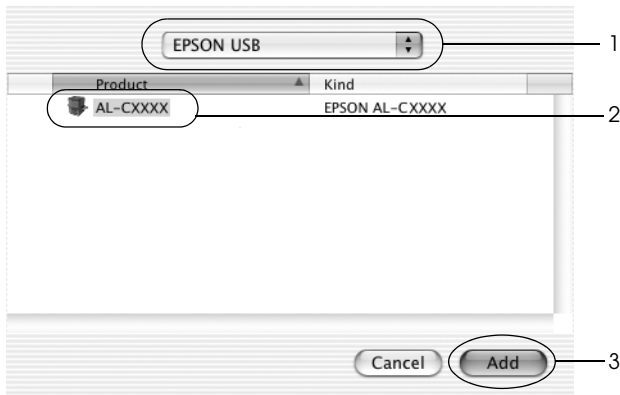 EPSON USB 1
Product Kind
AL-CXXXX EPSON AL-CXXXX 2
Cancel Add 3